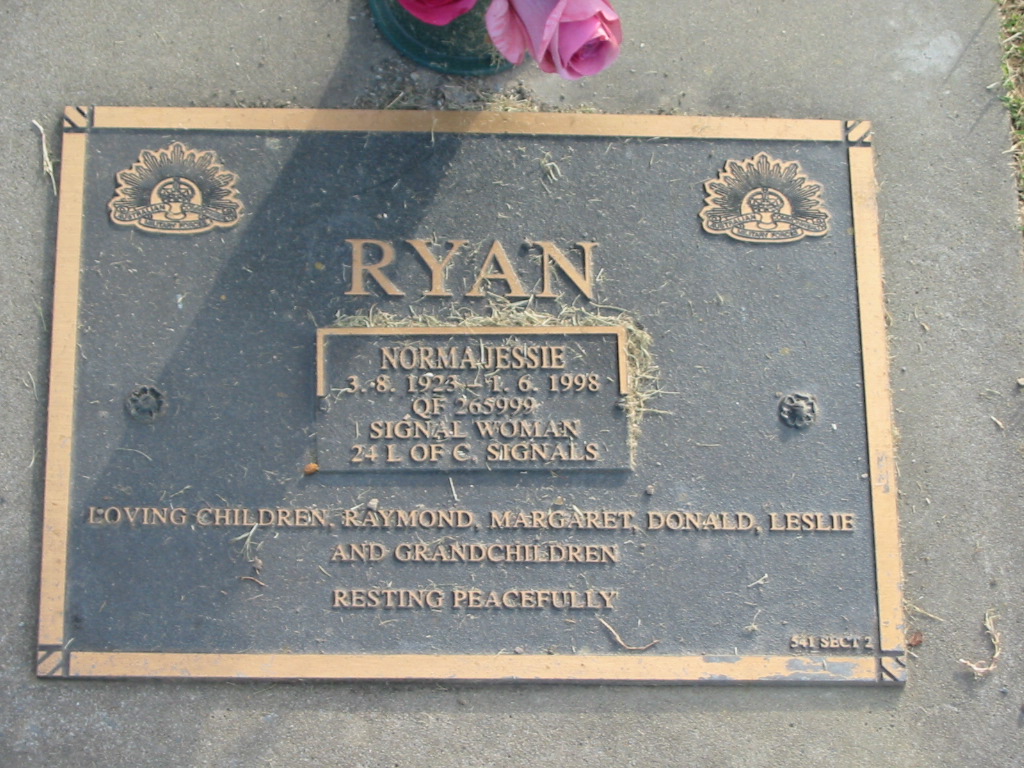 RYAN
NORMA JESSIE
3. 8. 1923 - 1. 6. 1998
QF 265999
SIGNAL WOMAN
24 L OF C. SIGNALS
LOVING CHILDREN, RAYMOND, MARGARET, DONALD, LESLIE
AND GRANDCHILDREN
RESTING PEACEFULLY
541 SECT 2